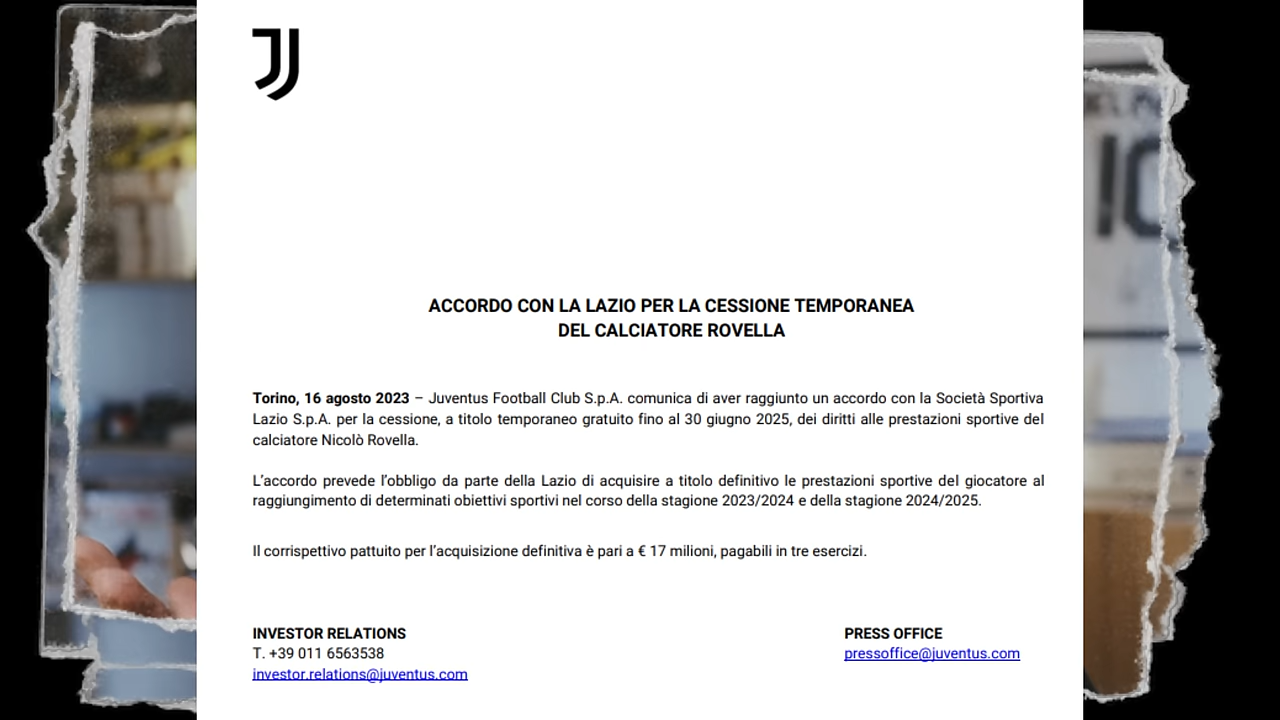 ACCORDO CON LA LAZIO PER LA CESSIONE TEMPORANEA
DEL CALCIATORE ROVELLA
Torino, 16 agosto 2023 – Juventus Football Club S.p.A. comunica di aver raggiunto un accordo con la Società Sportiva
Lazio S.p.A. per la cessione, a titolo temporaneo gratuito fino al 30 giugno 2025, dei diritti alle prestazioni sportive del
calciatore Nicolò Rovella.
L'accordo prevede l'obbligo da parte della Lazio di acquisire a titolo definitivo le prestazioni sportive del giocatore al
raggiungimento di determinati obiettivi sportivi nel corso della stagione 2023/2024 e della stagione 2024/2025.
Il corrispettivo pattuito per l'acquisizione definitiva è pari a € 17 milioni, pagabili in tre esercizi.
INVESTOR RELATIONS
T. +39 011 6563538
investor.relations@juventus.com
PRESS OFFICE
pressoffice@juventus.com
10